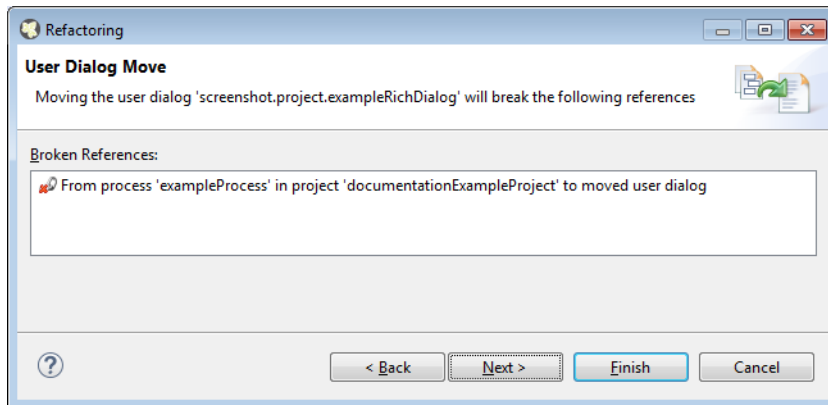 Refactoring
User Dialog Move
Moving the user dialog 'screenshot.project.exampleRichDialog' will break the following references
Broken References:
From process 'exampleProcess' in project 'documentationExampleProject' to moved user dialog
?
< Back
Next >
Finish
Cancel